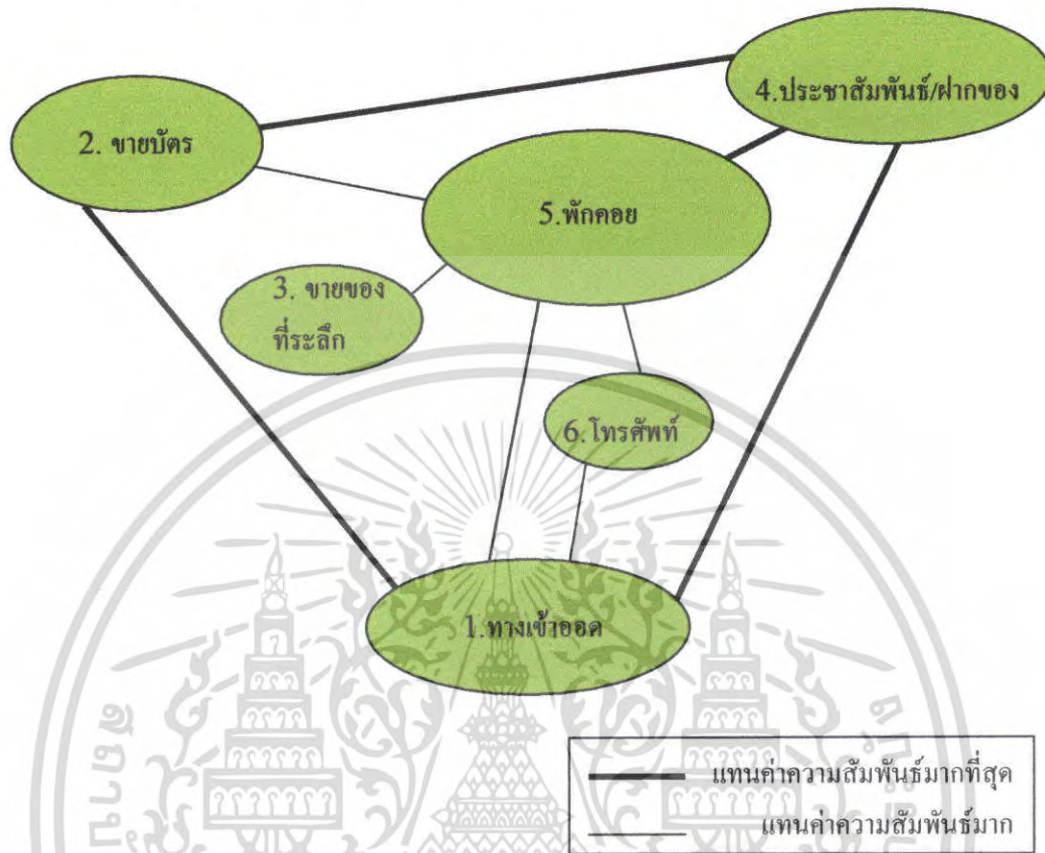 2. ขายบัตร
4.ประชาสัมพันธ์/ฝากของ
5.พักคอย
3. ขายของ
ที่ระลึก
6.โทรศัพท์
1.ทางเข้าออด
แทนค่าความสัมพันธ์มากที่สุด
แทนค่าความสัมพันธ์มาก